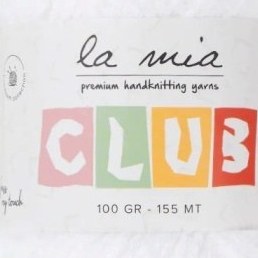 la mia
premium handknitting yarns
CLUB
100 GR - 155 MT